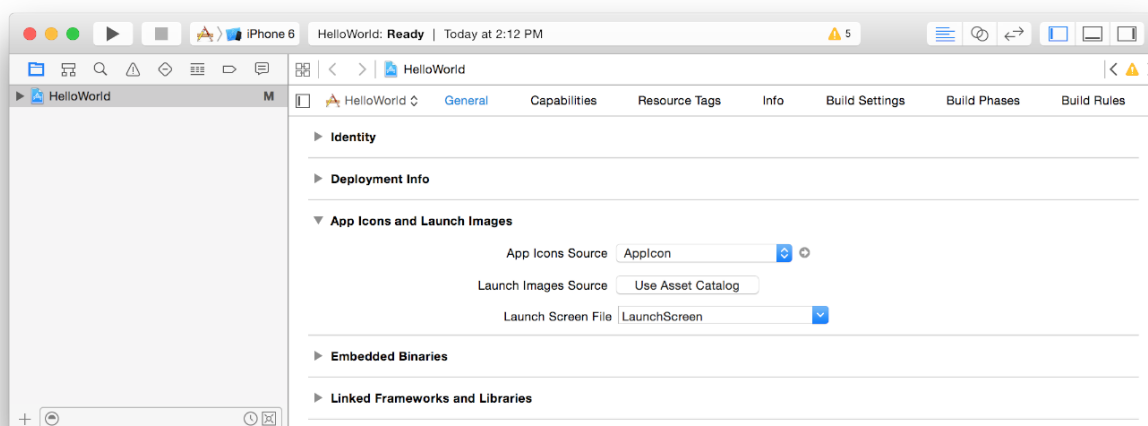 iPhone 6 HelloWorld: Ready | Today at 2:12 PM 5
HelloWorld
HelloWorld M
HelloWorld General Capabilities Resource Tags Info Build Settings Build Phases Build Rules
Identity
Deployment Info
App Icons and Launch Images
App Icons Source AppIcon
Launch Images Source Use Asset Catalog
Launch Screen File LaunchScreen
Embedded Binaries
Linked Frameworks and Libraries